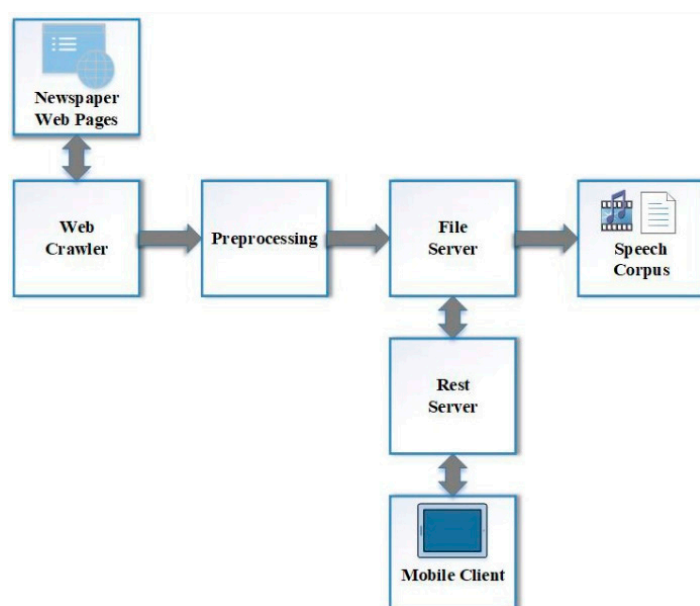 Newspaper
Web Pages
Web
Crawler
Preprocessing
File
Server
Speech
Corpus
Rest
Server
Mobile Client